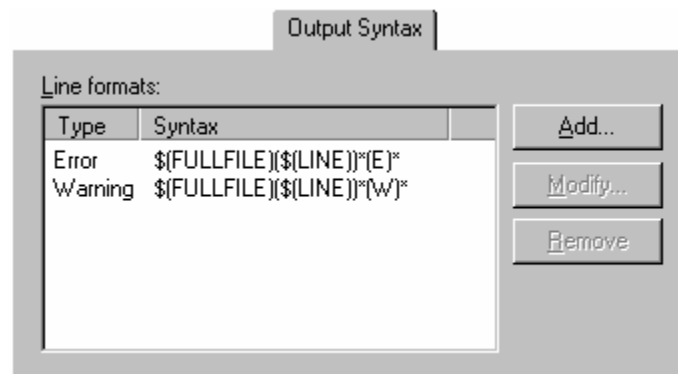 Output Syntax
Line formats:
Type Syntax
Add...
Error $(FULLFILE)($(LINE))*(E)*
Warning $(FULLFILE)($(LINE))*(W)*
Modify...
Remove